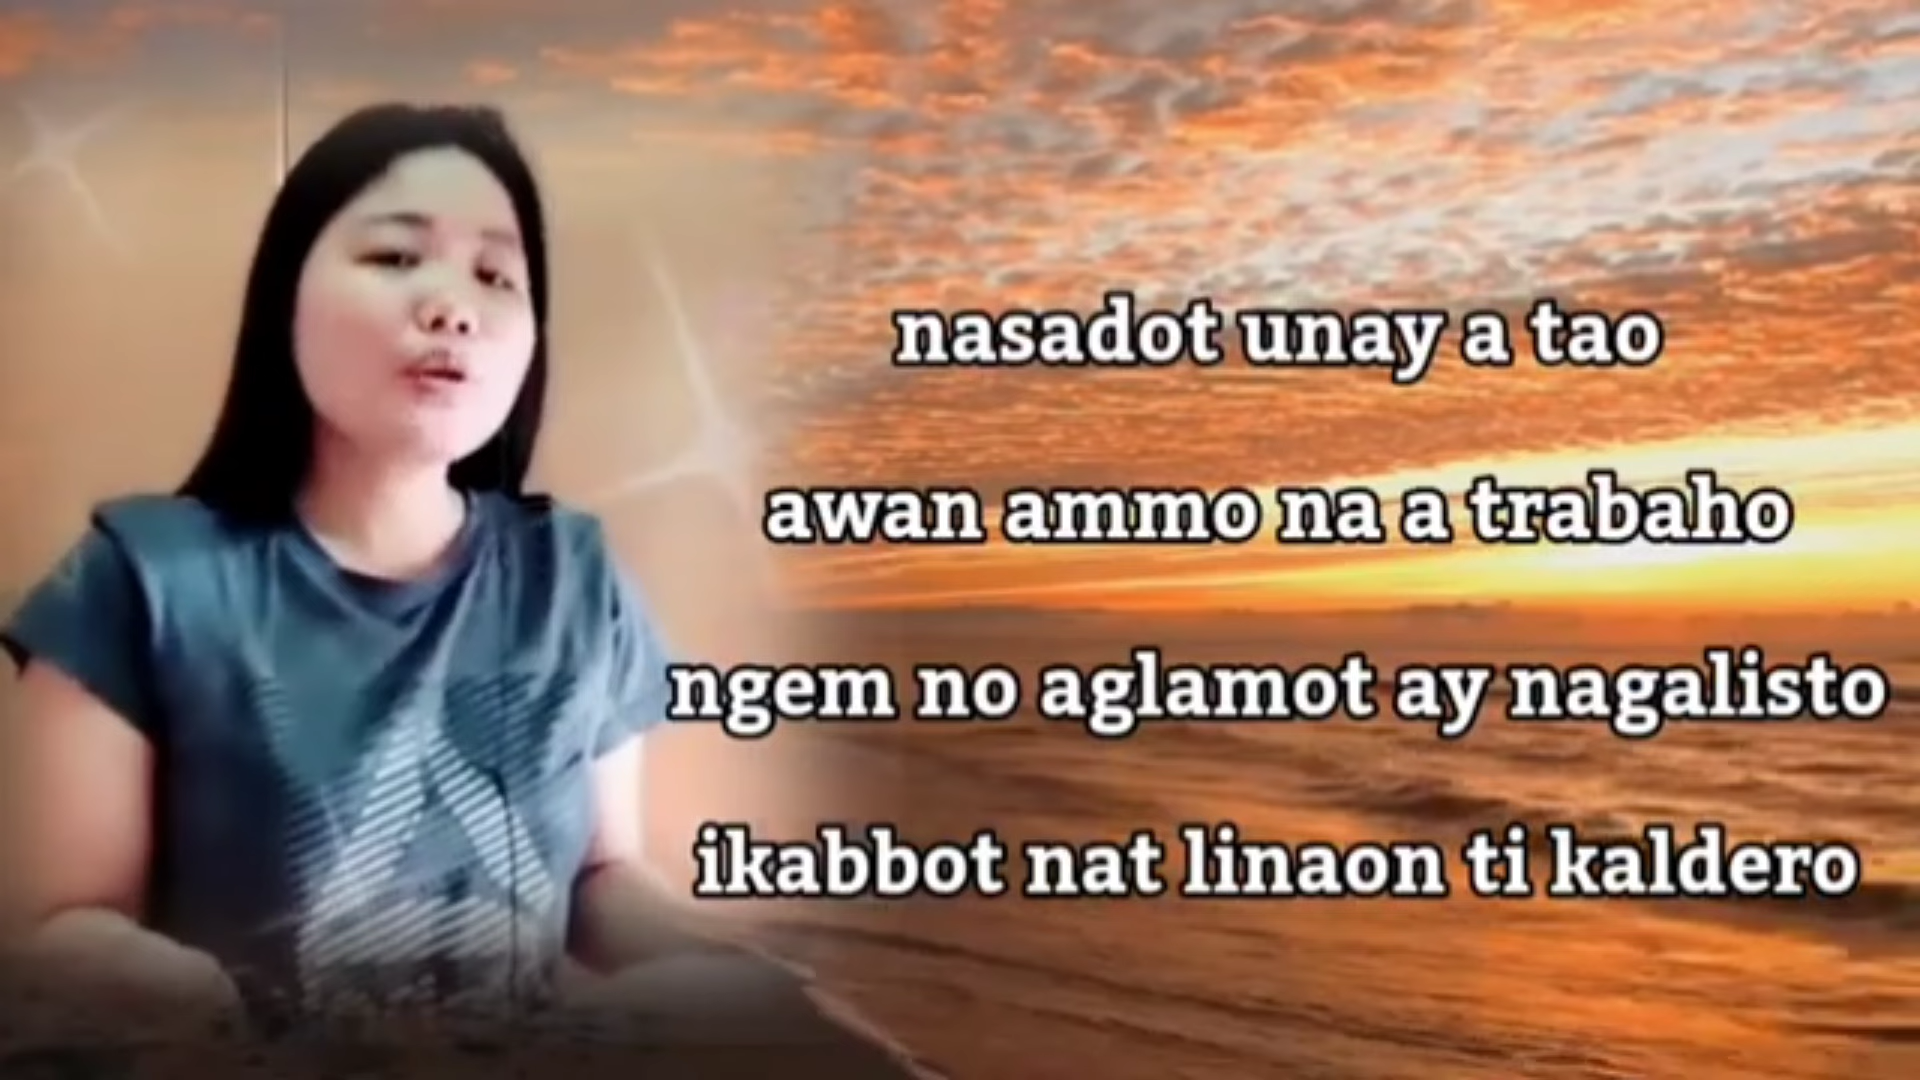 nasadot unay a tao
awan ammo na a trabaho
ngem no aglamot ay nagalisto
ikabbot nat linaon ti kaldero